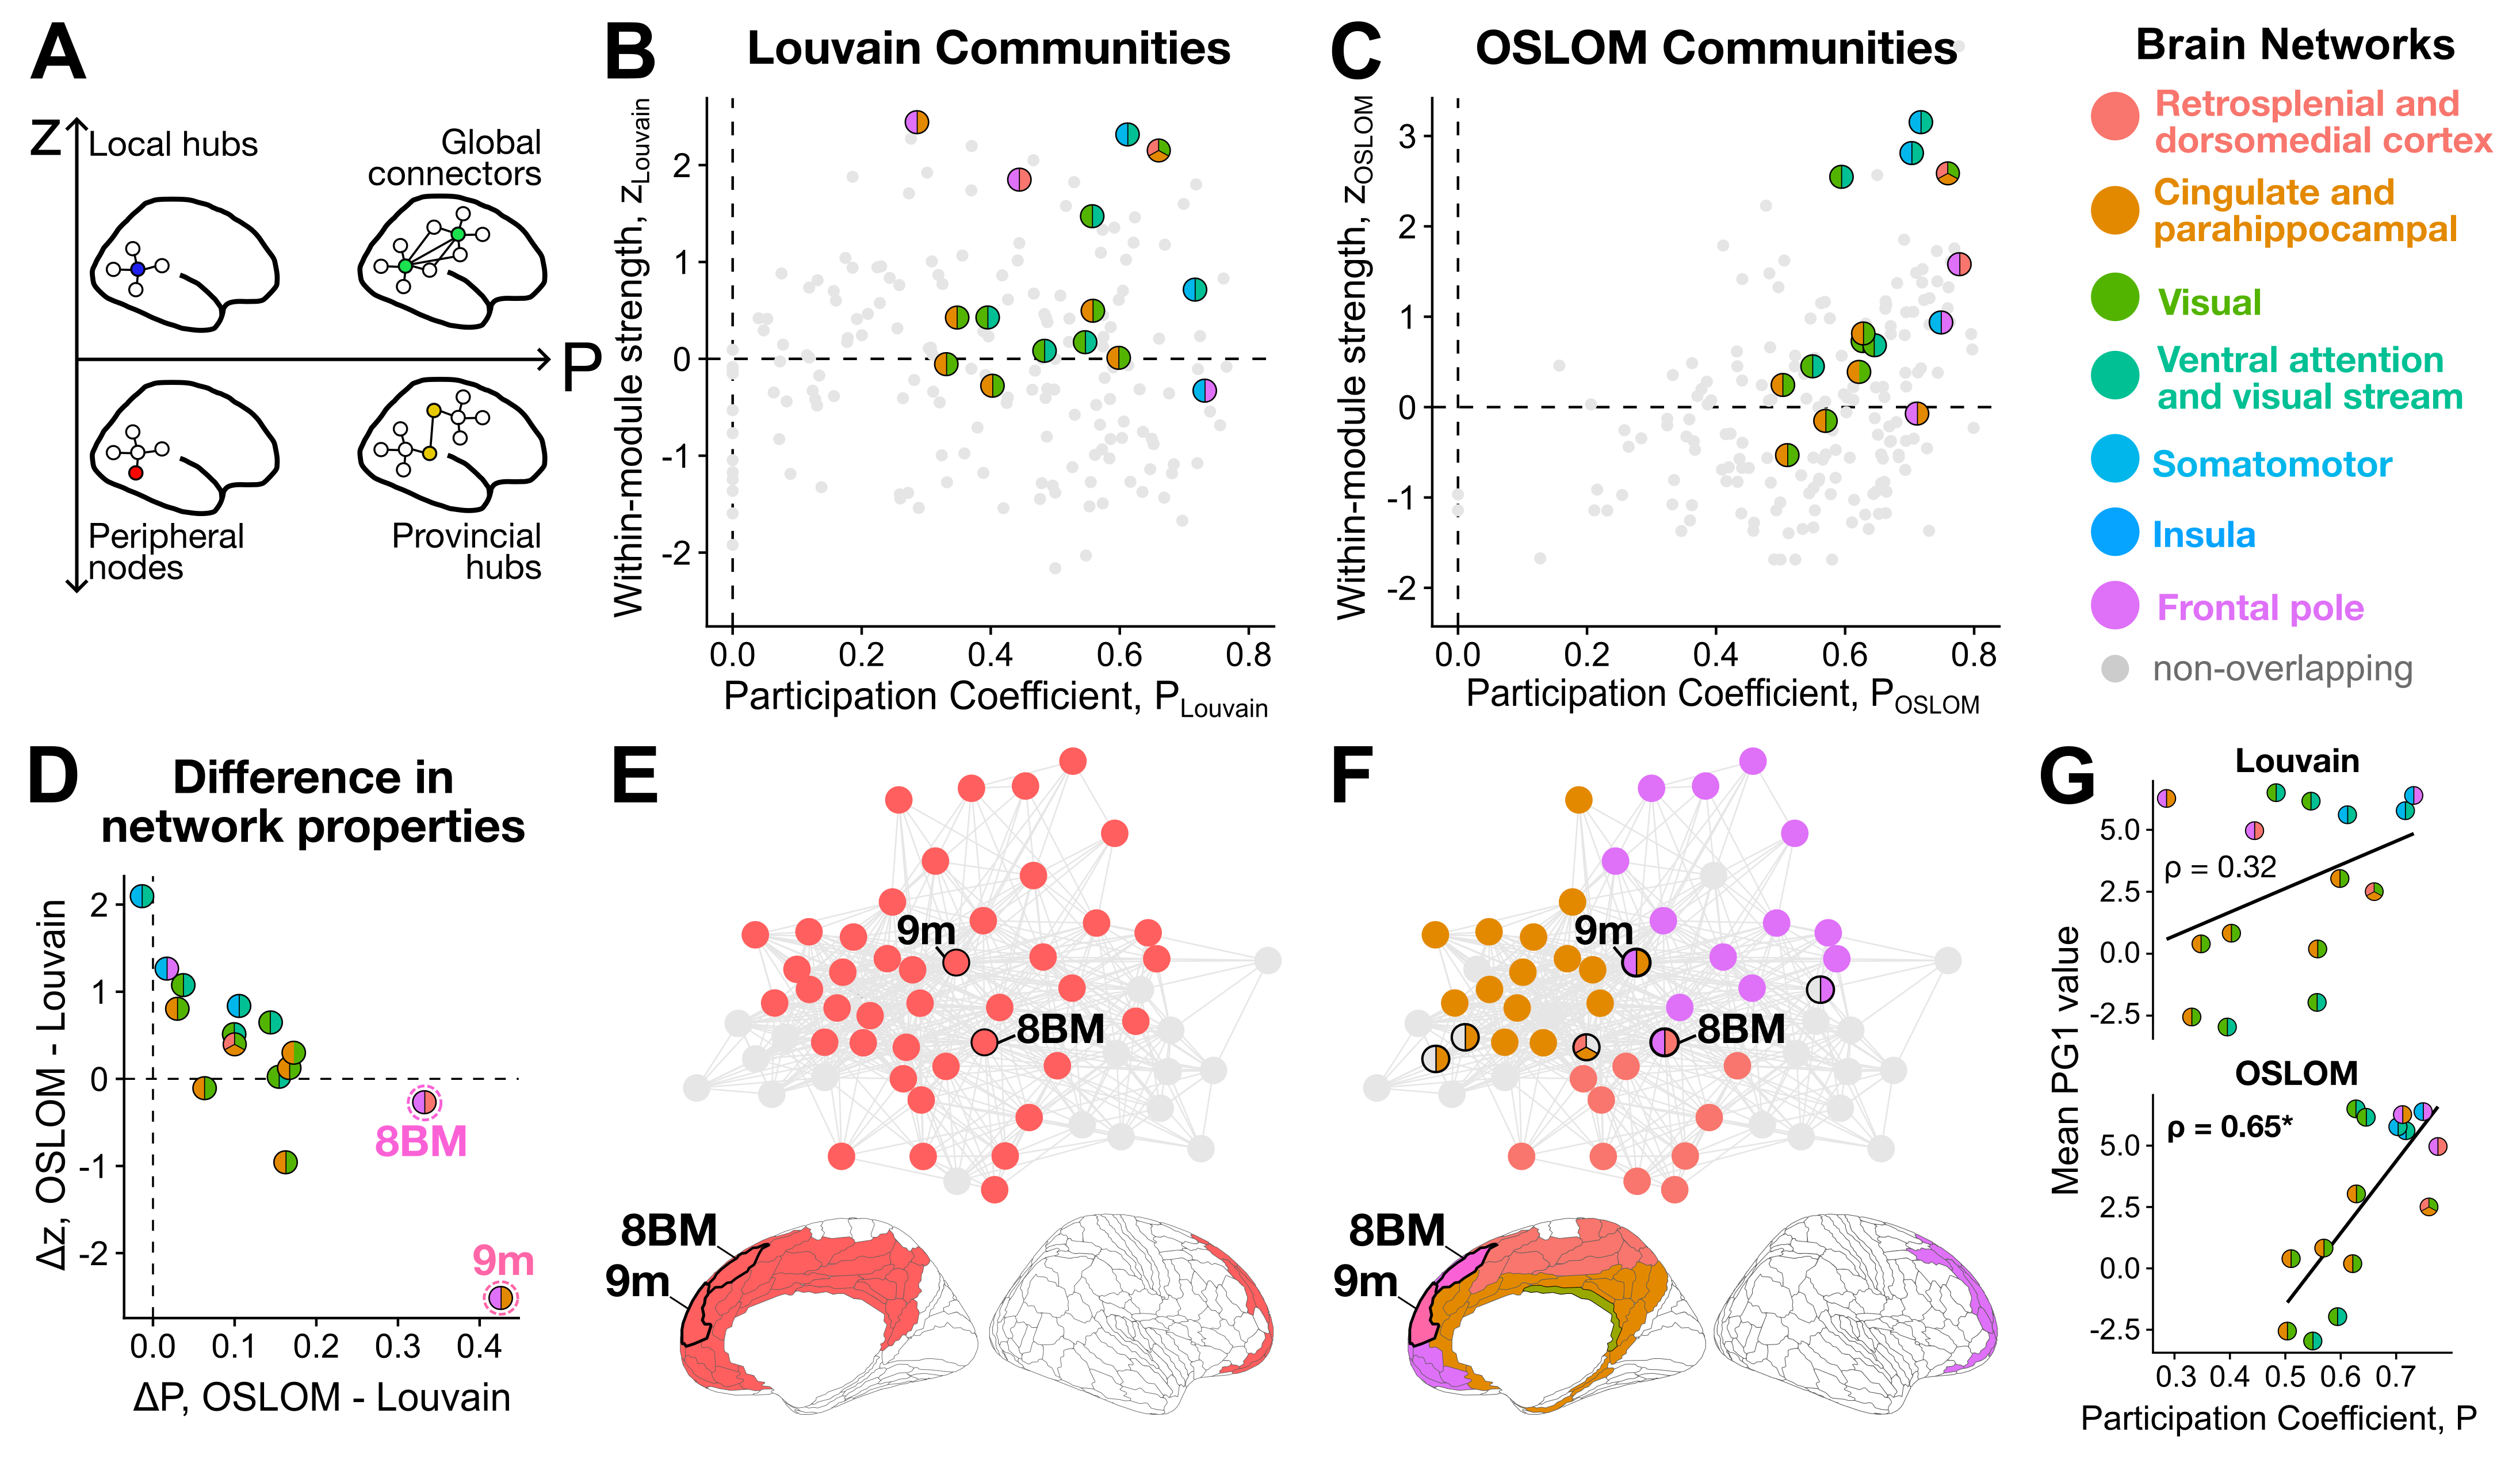 A
z
Local hubs
Global
connectors
P
Peripheral
nodes
Provincial
hubs
B
Louvain Communities
Within-module strength, zLouvain
2
1
0
-1
-2
0.0 0.2 0.4 0.6 0.8
Participation Coefficient, PLouvain
C
OSLOM Communities
Within-module strength, zOSLOM
3
2
1
0
-1
-2
0.0 0.2 0.4 0.6 0.8
Participation Coefficient, POSLOM
Brain Networks
Retrosplenial and
dorsomedial cortex
Cingulate and
parahippocampal
Visual
Ventral attention
and visual stream
Somatomotor
Insula
Frontal pole
non-overlapping
D
Difference in
network properties
Δz, OSLOM - Louvain
2
1
0
-1
-2
8BM
9m
0.0 0.1 0.2 0.3 0.4
ΔP, OSLOM - Louvain
E
9m
8BM
8BM
9m
F
9m
8BM
8BM
9m
G
Louvain
5.0
2.5
0.0
-2.5
ρ = 0.32
Mean PG1 value
OSLOM
ρ = 0.65*
5.0
2.5
0.0
-2.5
0.3 0.4 0.5 0.6 0.7
Participation Coefficient, P